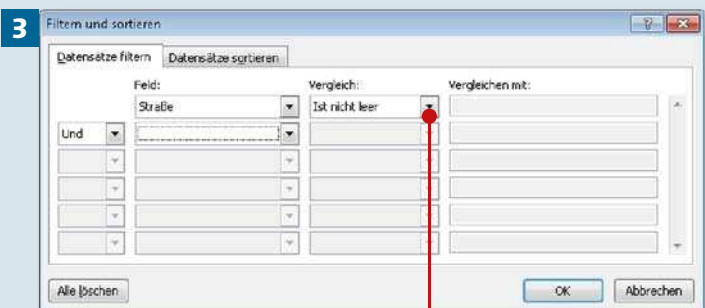 3
Filtern und sortieren
Datensätze filtern Datensätze sortieren
Feld: Vergleich: Vergleichen mit:
Straße Ist nicht leer
Und
Alle löschen OK Abbrechen